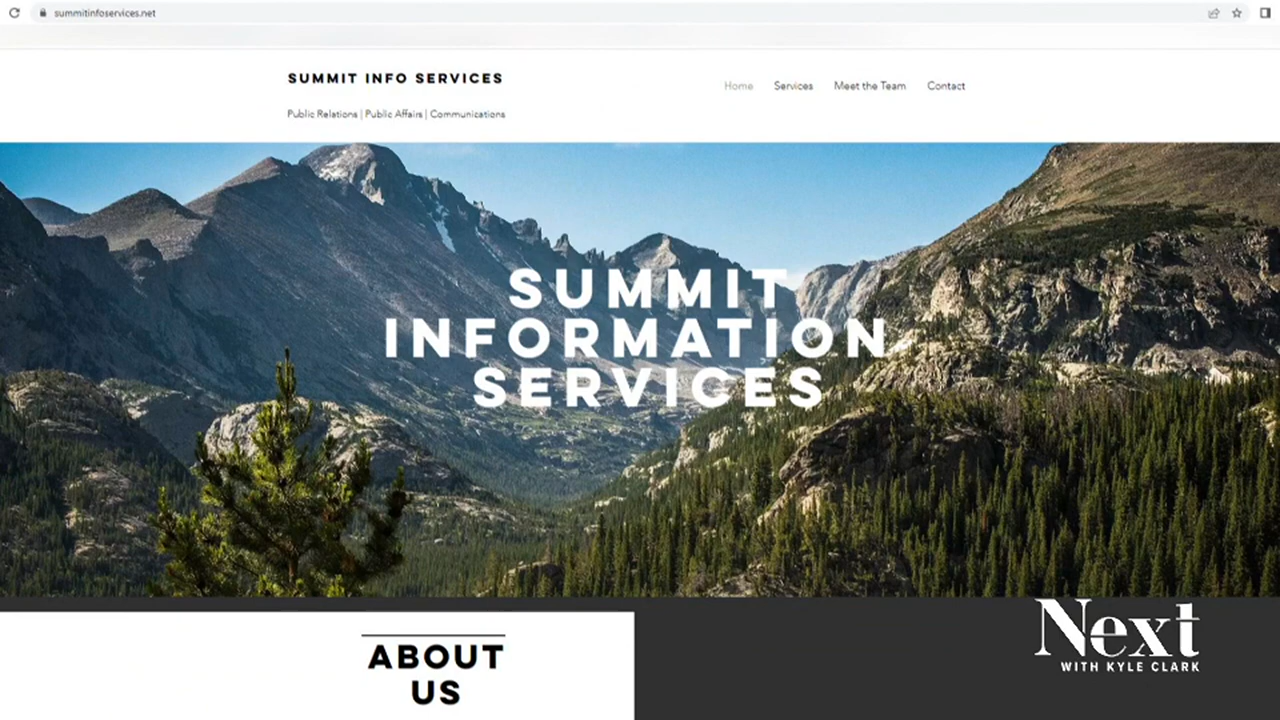 summitinfoservices.net
SUMMIT INFO SERVICES
Public Relations | Public Affairs | Communications
Home Services Meet the Team Contact
SUMMIT
INFORMATION
SERVICES
ABOUT
US
Next
WITH KYLE CLARK